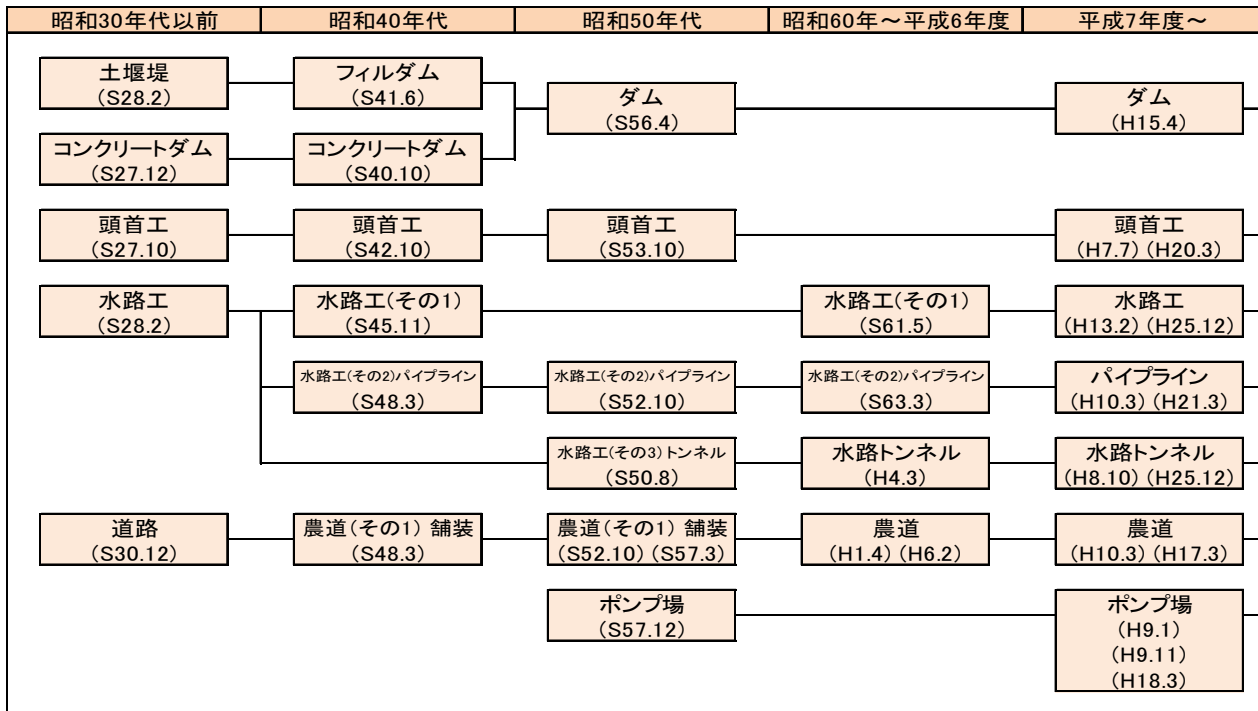 昭和30年代以前 昭和40年代 昭和50年代 昭和60年～平成6年度 平成7年度～
土堰堤 フィルダム
(S28.2) (S41.6)
ダム ダム
(S56.4) (H15.4)
コンクリートダム コンクリートダム
(S27.12) (S40.10)
頭首工 頭首工 頭首工 頭首工
(S27.10) (S42.10) (S53.10) (H7.7) (H20.3)
水路工 水路工(その1) 水路工(その1) 水路工
(S28.2) (S45.11) (S61.5) (H13.2) (H25.12)
水路工(その2)パイプライン 水路工(その2)パイプライン 水路工(その2)パイプライン パイプライン
(S48.3) (S52.10) (S63.3) (H10.3) (H21.3)
水路工(その3)トンネル 水路トンネル 水路トンネル
(S50.8) (H4.3) (H8.10) (H25.12)
道路 農道(その1) 舗装 農道(その1) 舗装 農道 農道
(S30.12) (S48.3) (S52.10) (S57.3) (H1.4) (H6.2) (H10.3) (H17.3)
ポンプ場 ポンプ場
(S57.12) (H9.1)
(H9.11)
(H18.3)